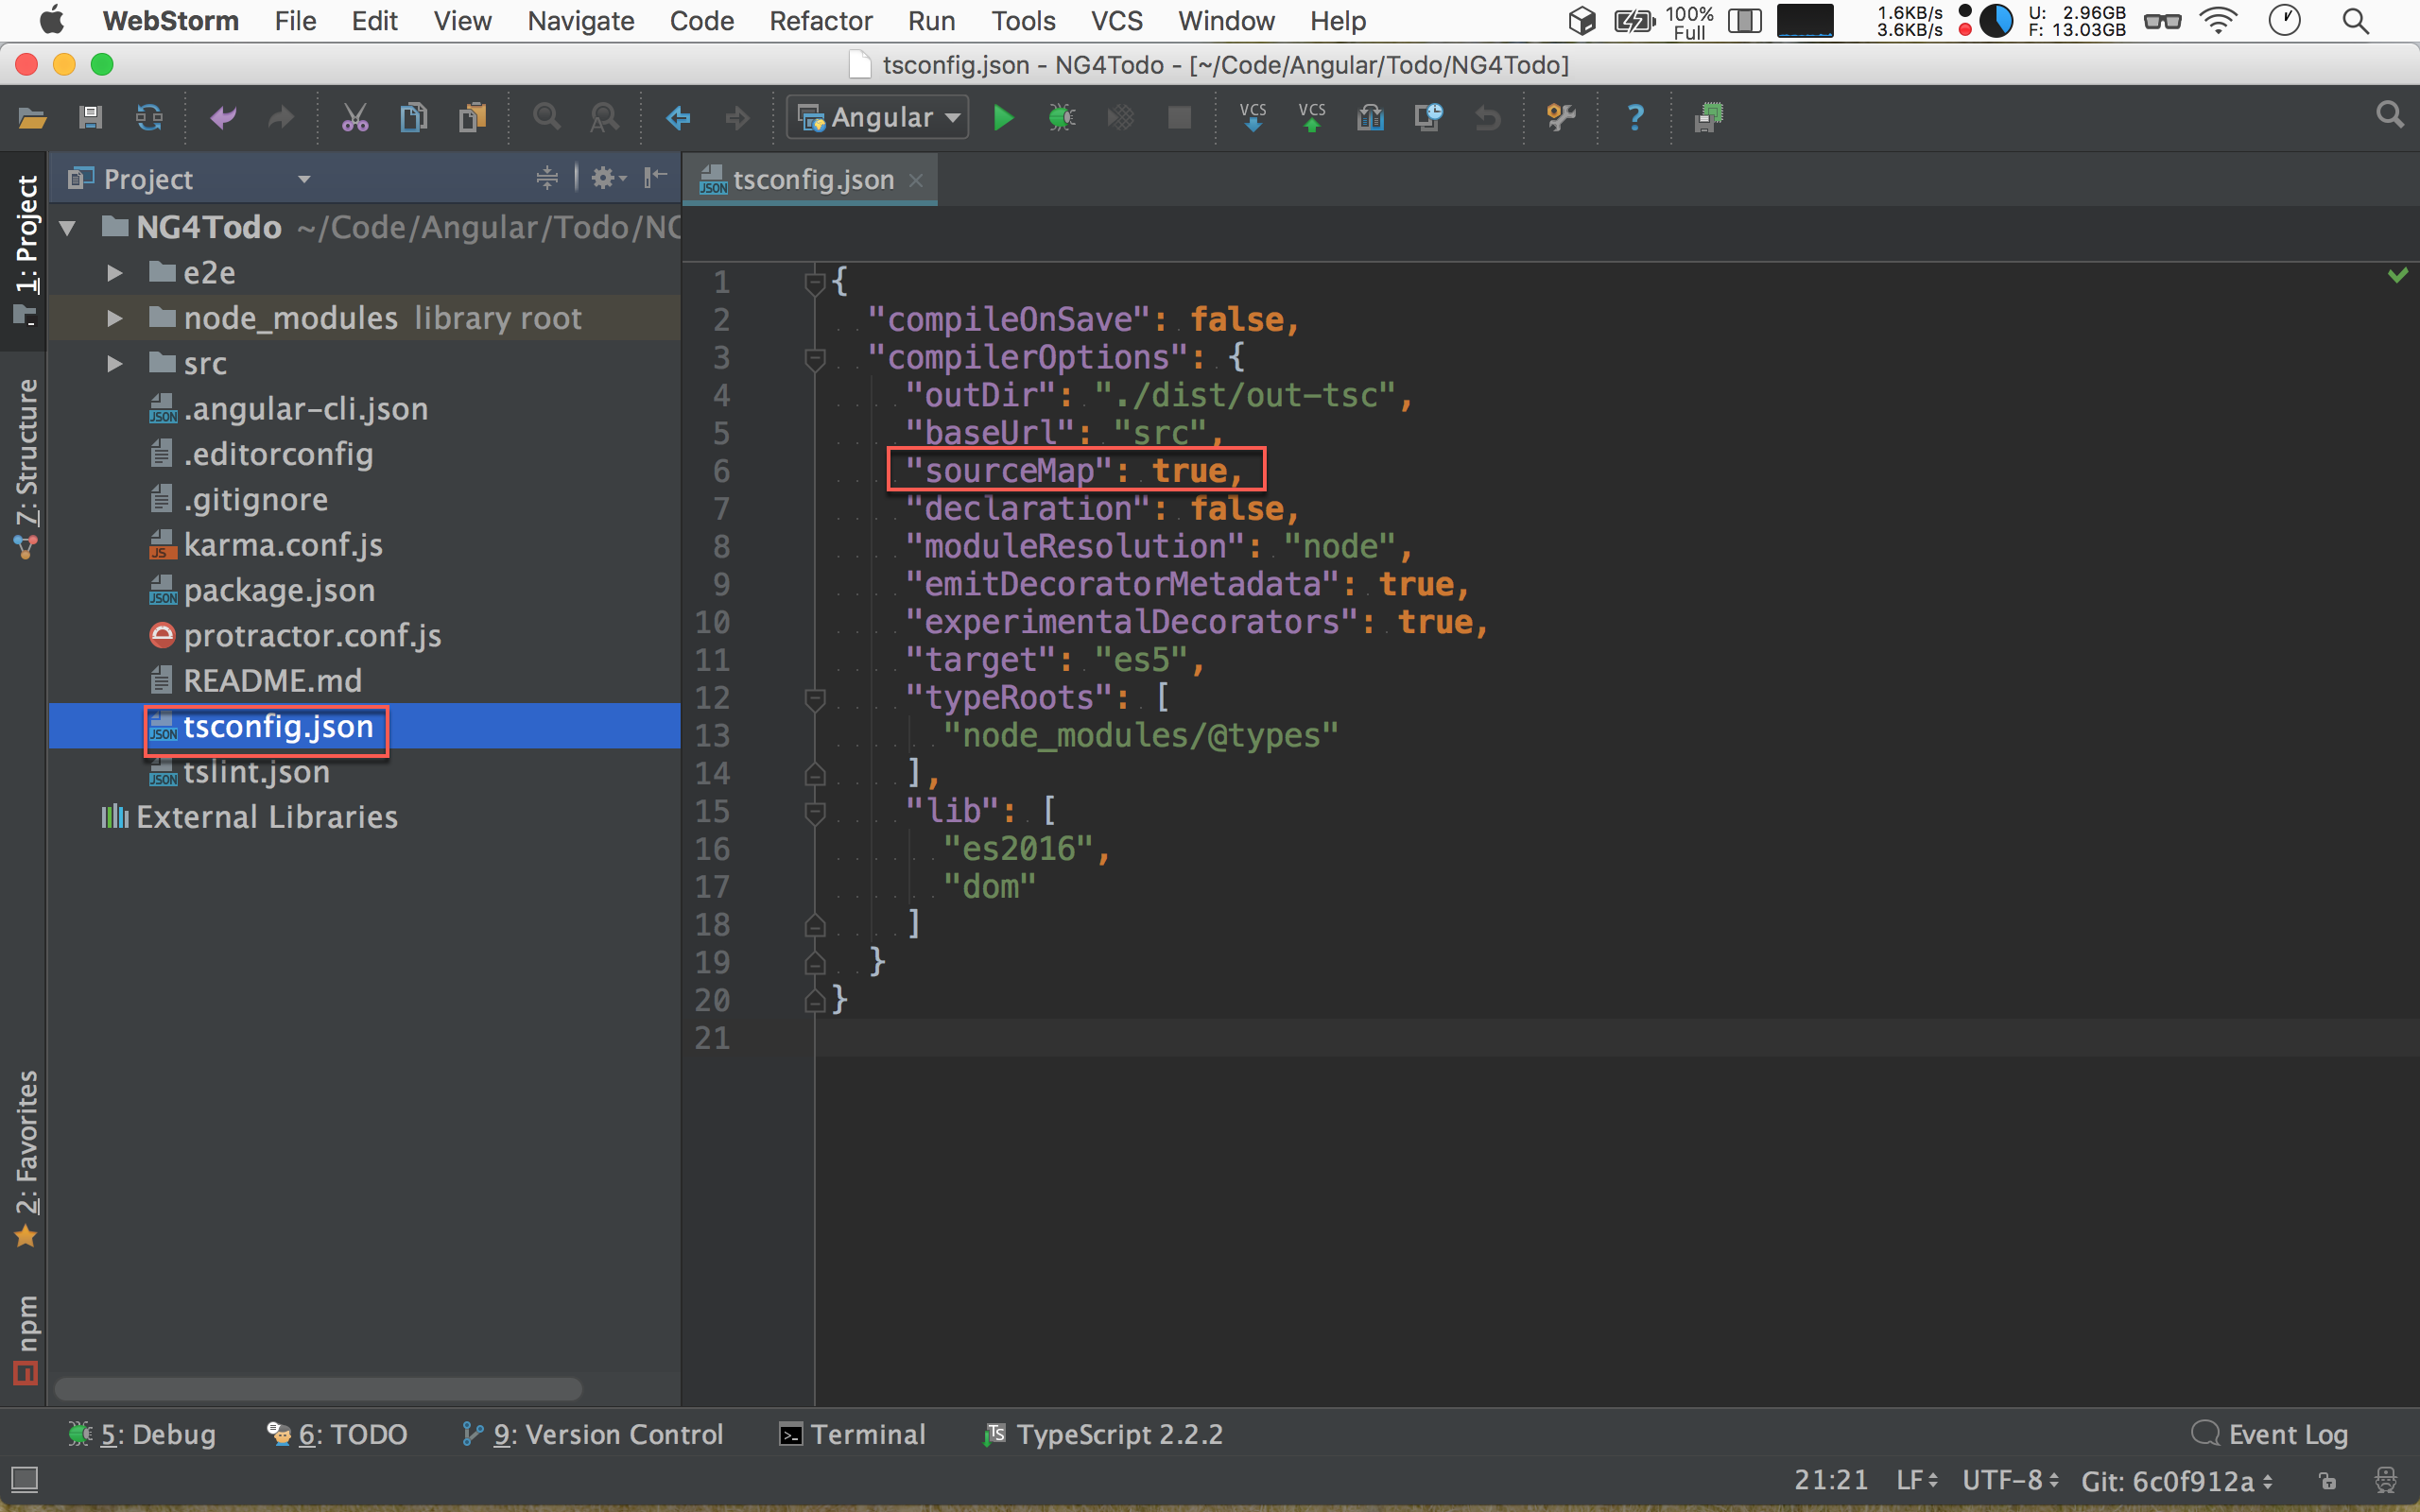 WebStorm File Edit View Navigate Code Refactor Run Tools VCS Window Help 100% Full 1.6KB/s 3.6KB/s U: 2.96GB F: 13.03GB
tsconfig.json - NG4Todo - [~/Code/Angular/Todo/NG4Todo]
Angular VCS VCS ?
1: Project
7: Structure
2: Favorites
npm
Project
NG4Todo ~/Code/Angular/Todo/NG
e2e
node_modules library root
src
.angular-cli.json
.editorconfig
.gitignore
karma.conf.js
package.json
protractor.conf.js
README.md
tsconfig.json
tslint.json
External Libraries
tsconfig.json
1 {
2 "compileOnSave": false,
3 "compilerOptions": {
4 "outDir": "./dist/out-tsc",
5 "baseUrl": "src",
6 "sourceMap": true,
7 "declaration": false,
8 "moduleResolution": "node",
9 "emitDecoratorMetadata": true,
10 "experimentalDecorators": true,
11 "target": "es5",
12 "typeRoots": [
13 "node_modules/@types"
14 ],
15 "lib": [
16 "es2016",
17 "dom"
18 ]
19 }
20 }
21
5: Debug 6: TODO 9: Version Control Terminal TypeScript 2.2.2 Event Log
21:21 LF UTF-8 Git: 6c0f912a